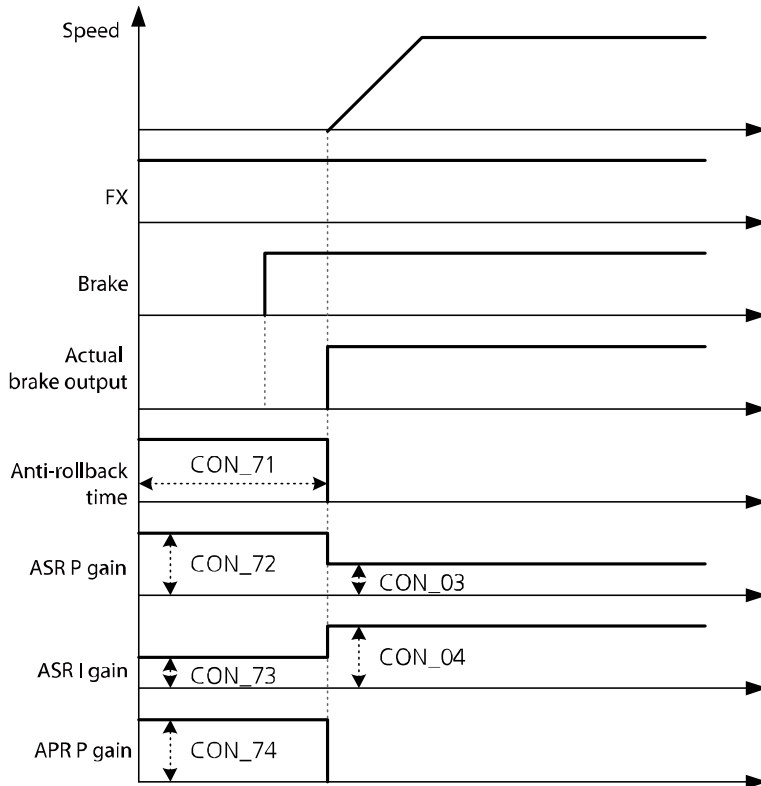 Speed
FX
Brake
Actual
brake output
Anti-rollback
time
CON_71
ASR P gain
CON_72
CON_03
ASR I gain
CON_73
CON_04
APR P gain
CON_74